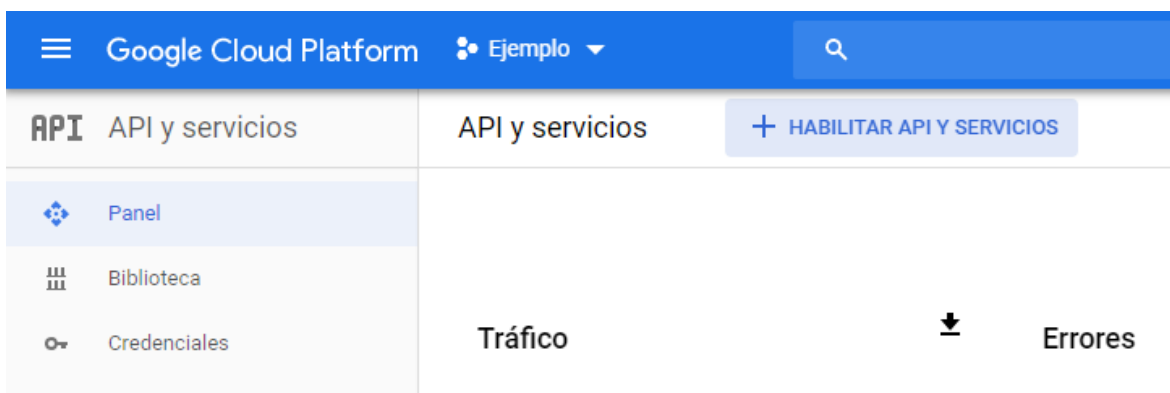 Google Cloud Platform Ejemplo
API API y servicios
API y servicios
HABILITAR API Y SERVICIOS
Panel
Biblioteca
Credenciales
Tráfico
Errores